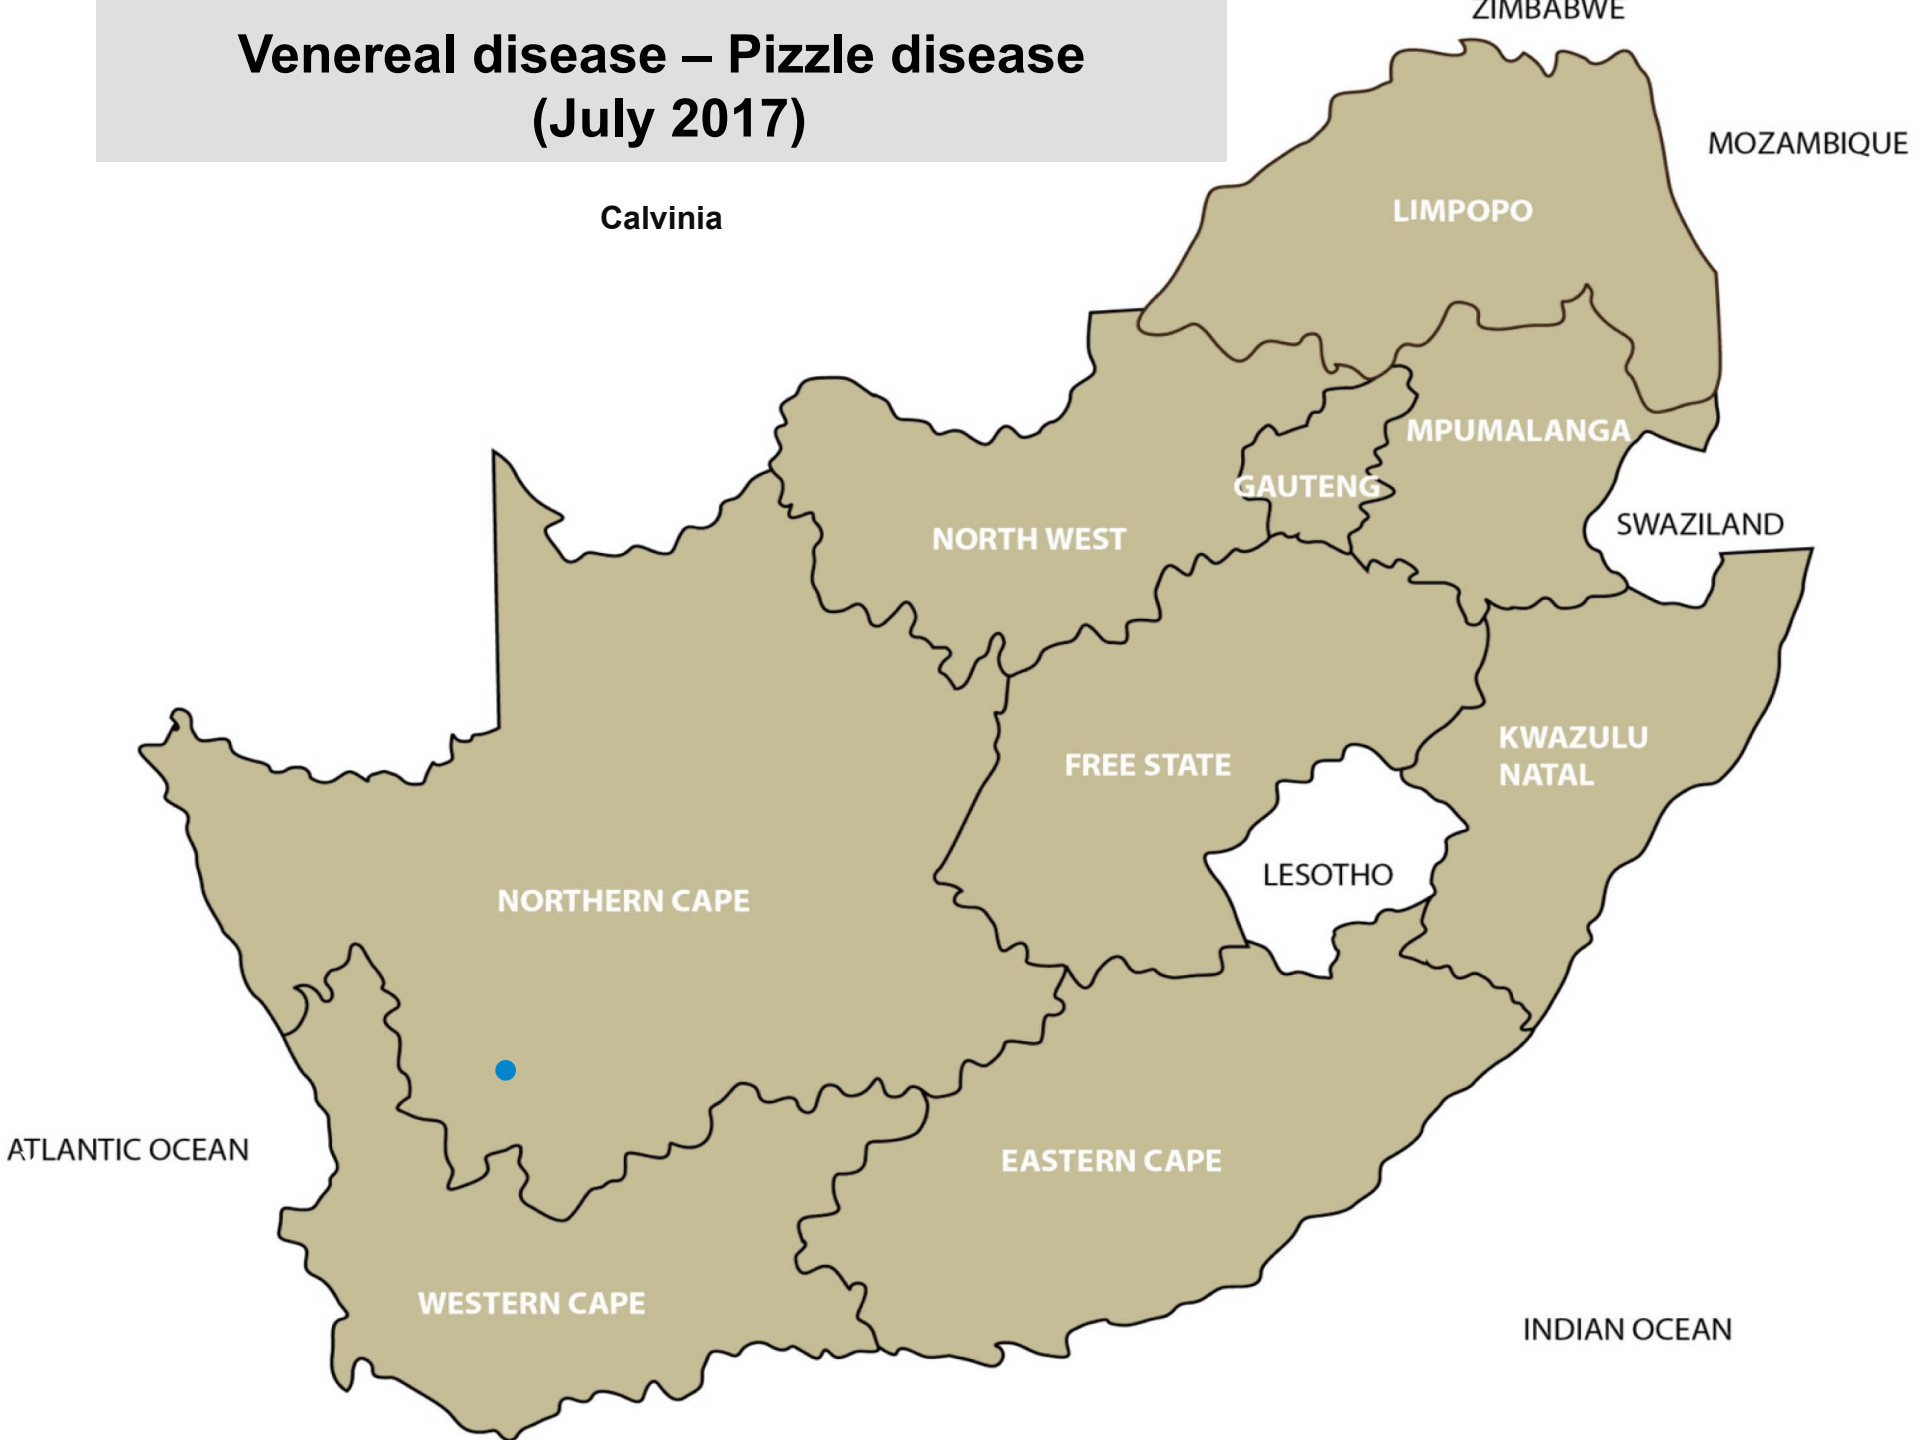 Venereal disease – Pizzle disease
(July 2017)
Calvinia
ZIMBABWE
MOZAMBIQUE
LIMPOPO
MPUMALANGA
GAUTENG
NORTH WEST
SWAZILAND
KWAZULU
NATAL
FREE STATE
LESOTHO
NORTHERN CAPE
ATLANTIC OCEAN
EASTERN CAPE
WESTERN CAPE
INDIAN OCEAN